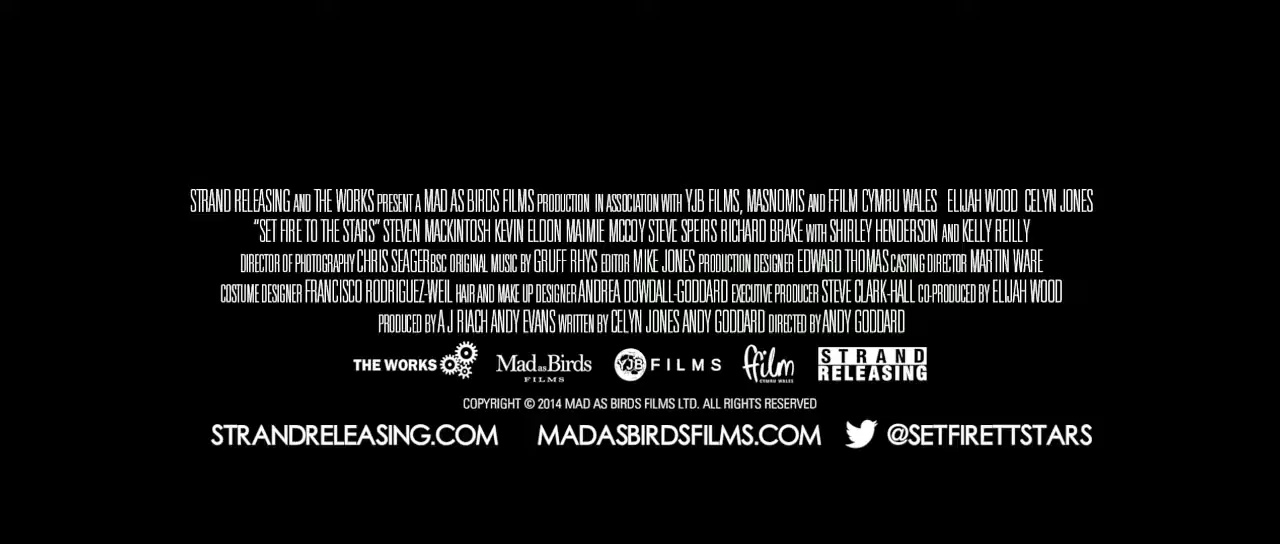 STRAND RELEASING AND THE WORKS PRESENT A MAD AS BIRDS FILMS PRODUCTION IN ASSOCIATION WITH YJB FILMS, MASNOMIS AND FFILM CYMRU WALES ELIJAH WOOD CELYN JONES
"SET FIRE TO THE STARS" STEVEN MACKINTOSH KEVIN ELDON MAIMIE MCCOY STEVE SPEIRS RICHARD BRAKE WITH SHIRLEY HENDERSON AND KELLY REILLY
DIRECTOR OF PHOTOGRAPHY CHRIS SEAGER BSC ORIGINAL MUSIC BY GRUFF RHYS EDITOR MIKE JONES PRODUCTION DESIGNER EDWARD THOMAS CASTING DIRECTOR MARTIN WARE
COSTUME DESIGNER FRANCISCO RODRIGUEZ-WEIL HAIR AND MAKE UP DESIGNER ANDREA DOWDALL-GODDARD EXECUTIVE PRODUCER STEVE CLARK-HALL CO-PRODUCED BY ELIJAH WOOD
PRODUCED BY A J RIACH ANDY EVANS WRITTEN BY CELYN JONES ANDY GODDARD DIRECTED BY ANDY GODDARD
THE WORKS
Mad as Birds
FILMS
YJB FILMS
ffilm
CYMRU WALES
STRAND
RELEASING
COPYRIGHT © 2014 MAD AS BIRDS FILMS LTD. ALL RIGHTS RESERVED
STRANDRELEASING.COM MADASBIRDSFILMS.COM @SETFIRETTSTARS